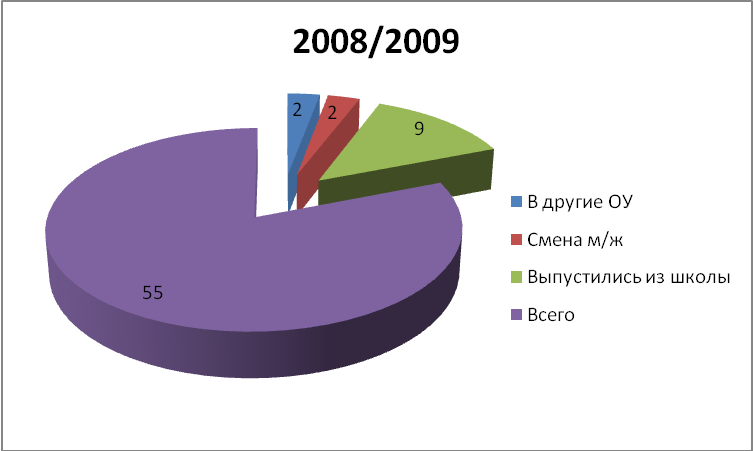 2008/2009
2
2
9
55
В другие ОУ
Смена м/ж
Выпустились из школы
Всего